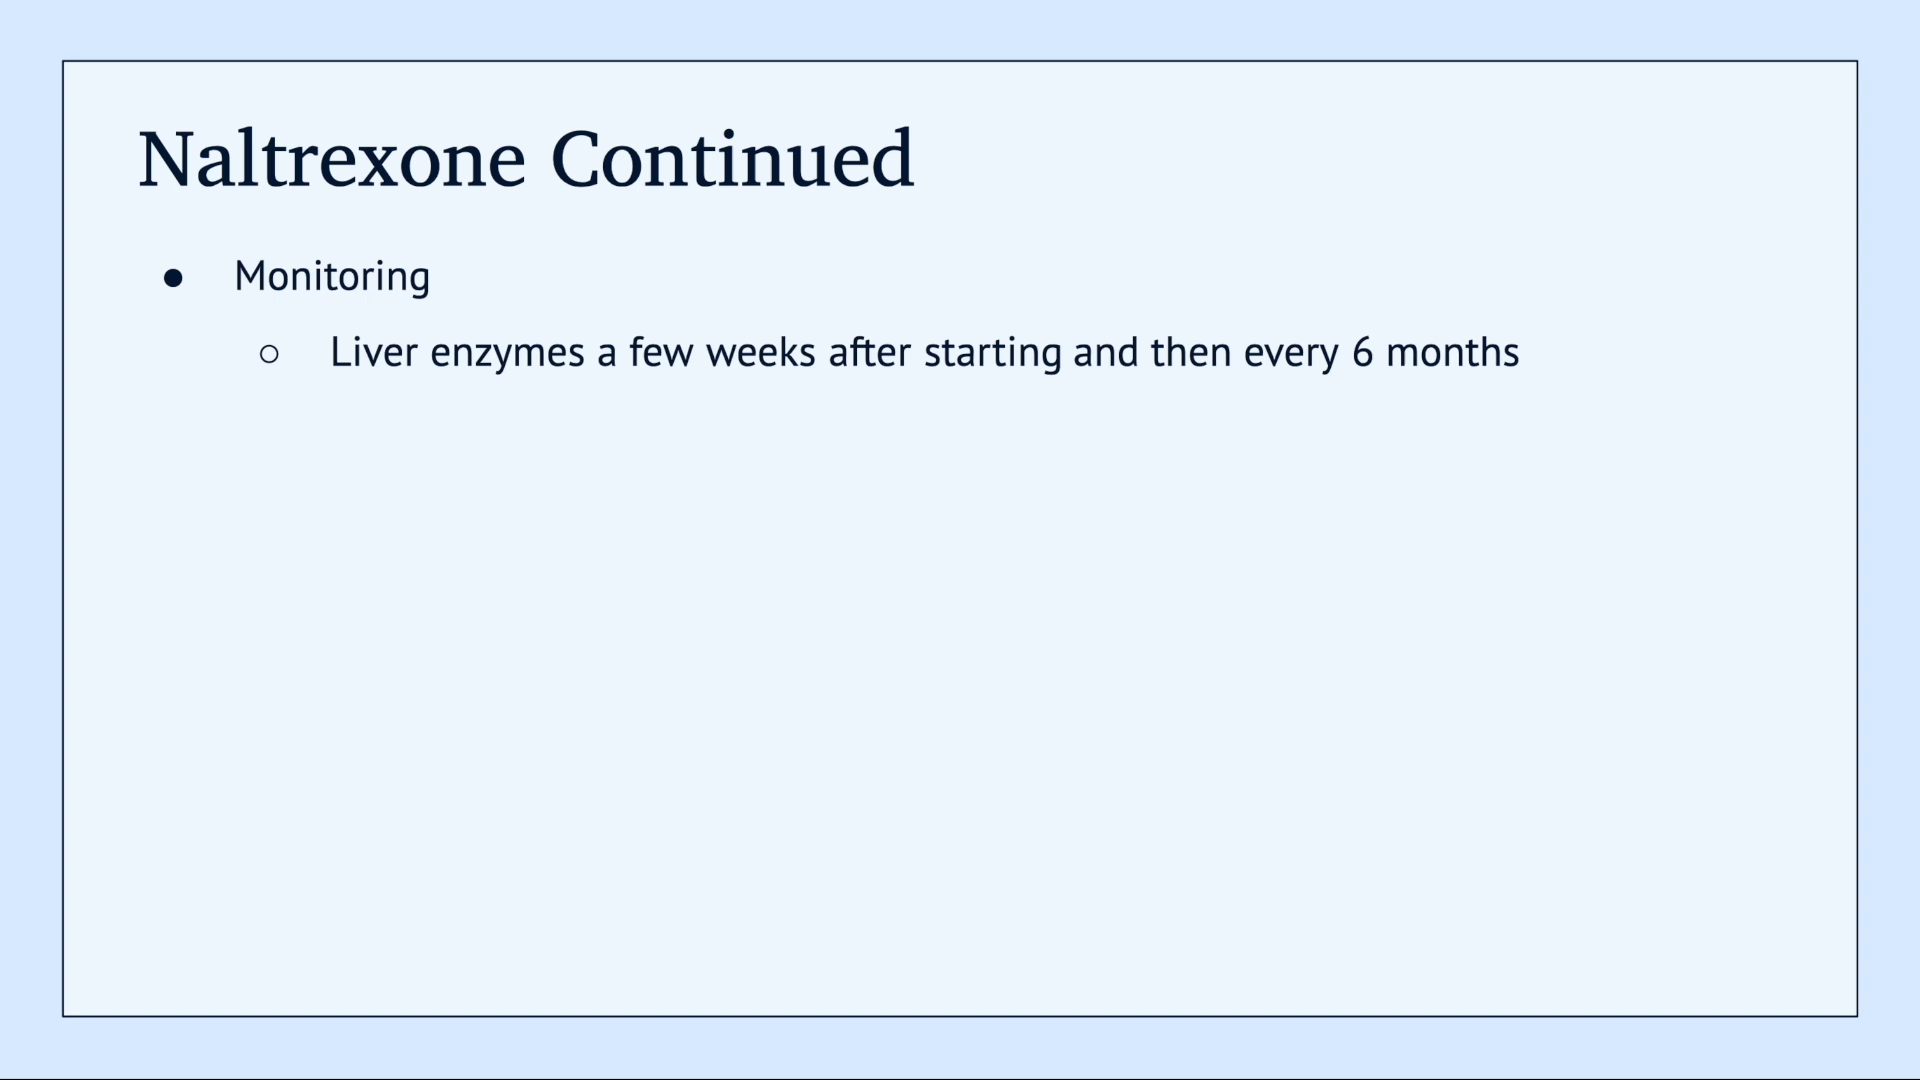 Naltrexone Continued
● Monitoring
○ Liver enzymes a few weeks after starting and then every 6 months